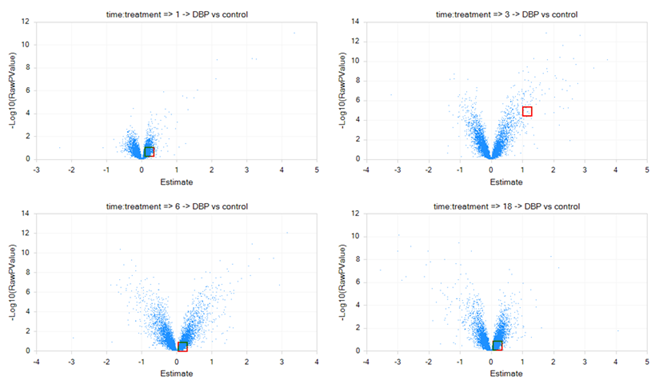 time:treatment => 1 -> DBP vs control
12
10
8
6
4
2
0
-Log10(RawPValue)
-3 -2 -1 0 1 2 3 4 5
Estimate
time:treatment => 3 -> DBP vs control
14
12
10
8
6
4
2
0
-Log10(RawPValue)
-4 -3 -2 -1 0 1 2 3 4 5
Estimate
time:treatment => 6 -> DBP vs control
14
12
10
8
6
4
2
0
-Log10(RawPValue)
-4 -3 -2 -1 0 1 2 3 4
Estimate
time:treatment => 18 -> DBP vs control
12
10
8
6
4
2
0
-Log10(RawPValue)
-4 -3 -2 -1 0 1 2 3 4 5
Estimate